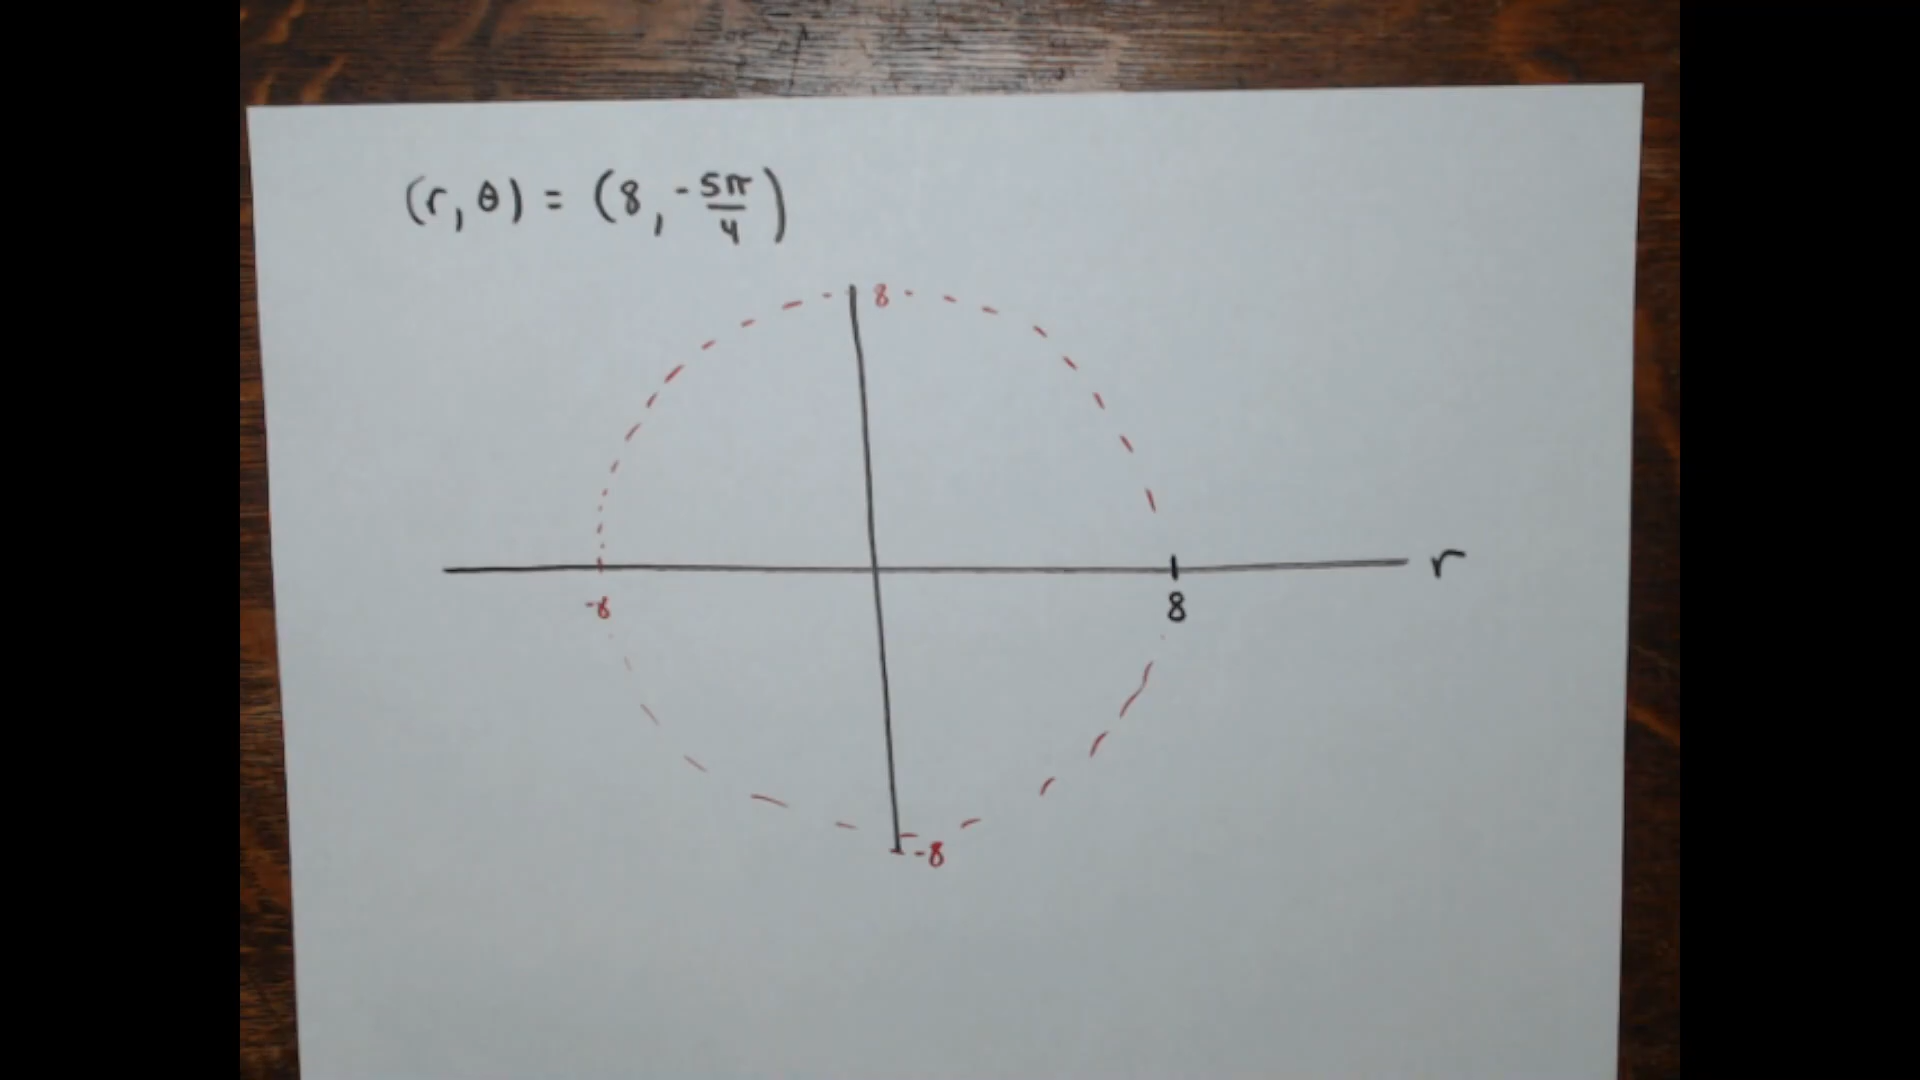 (r, θ) = (8, -5π/4)
8
r
-8
8
-8